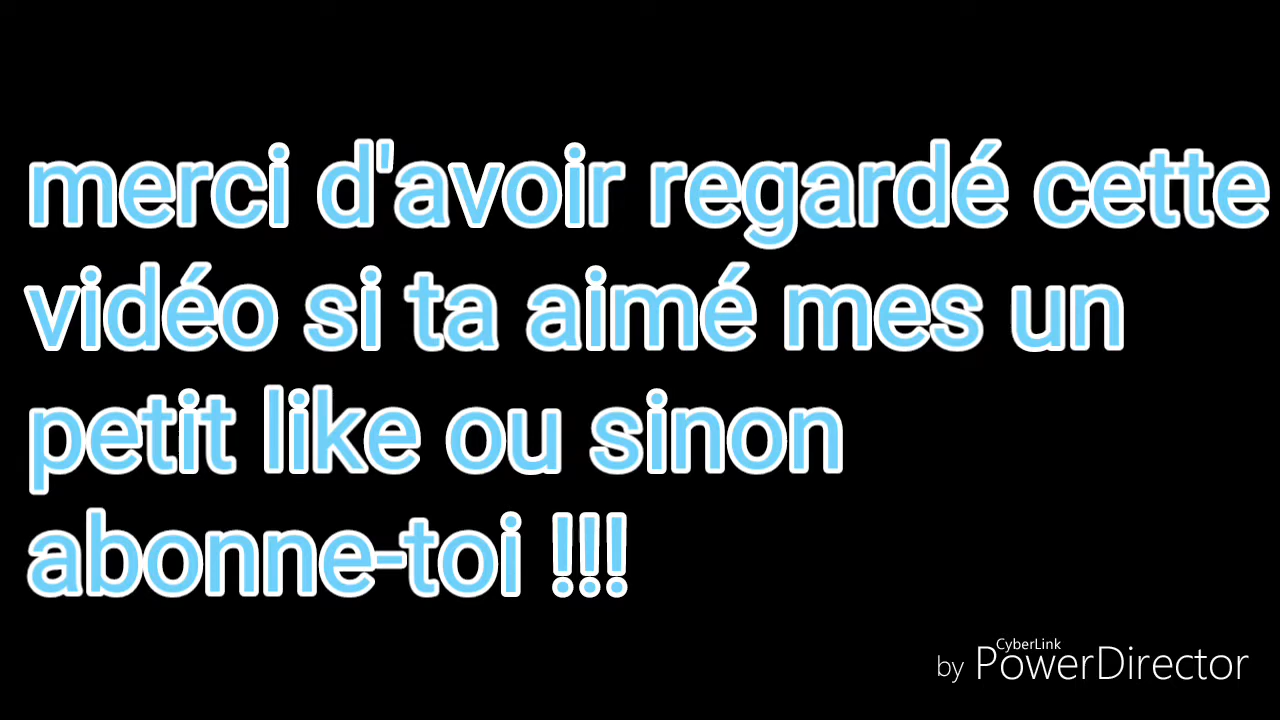 merci d'avoir regardé cette
vidéo si ta aimé mes un
petit like ou sinon
abonne-toi !!!
CyberLink
by PowerDirector